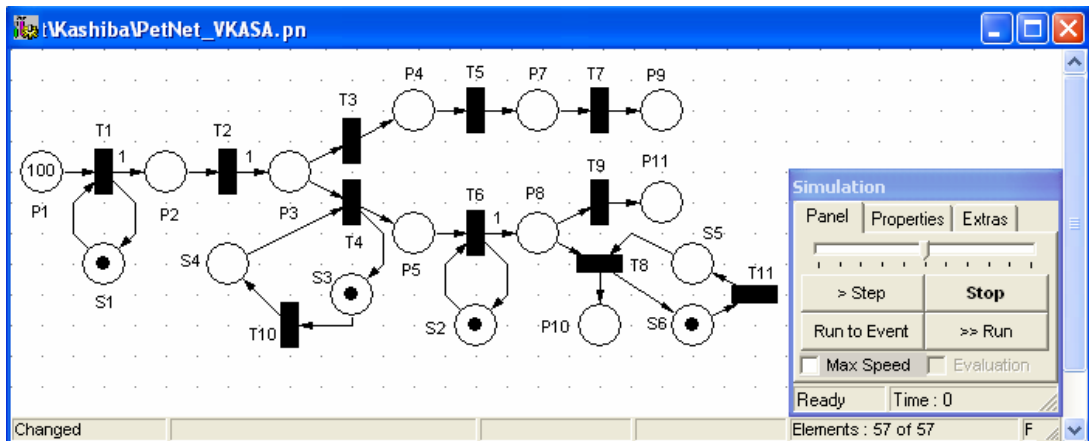 t\Kashiba\PetNet_VKASA.pn
P4 T5 P7 T7 P9
T3
T1 T2
1 1
100
T9 P11
P1 P2 P3 T6 P8
T4 1
S4 P5 S5
S3 T8 T11
S1
T10 S2 P10 S6
Simulation
Panel Properties Extras
> Step Stop
Run to Event >> Run
Max Speed Evaluation
Ready Time : 0
Changed Elements : 57 of 57 F